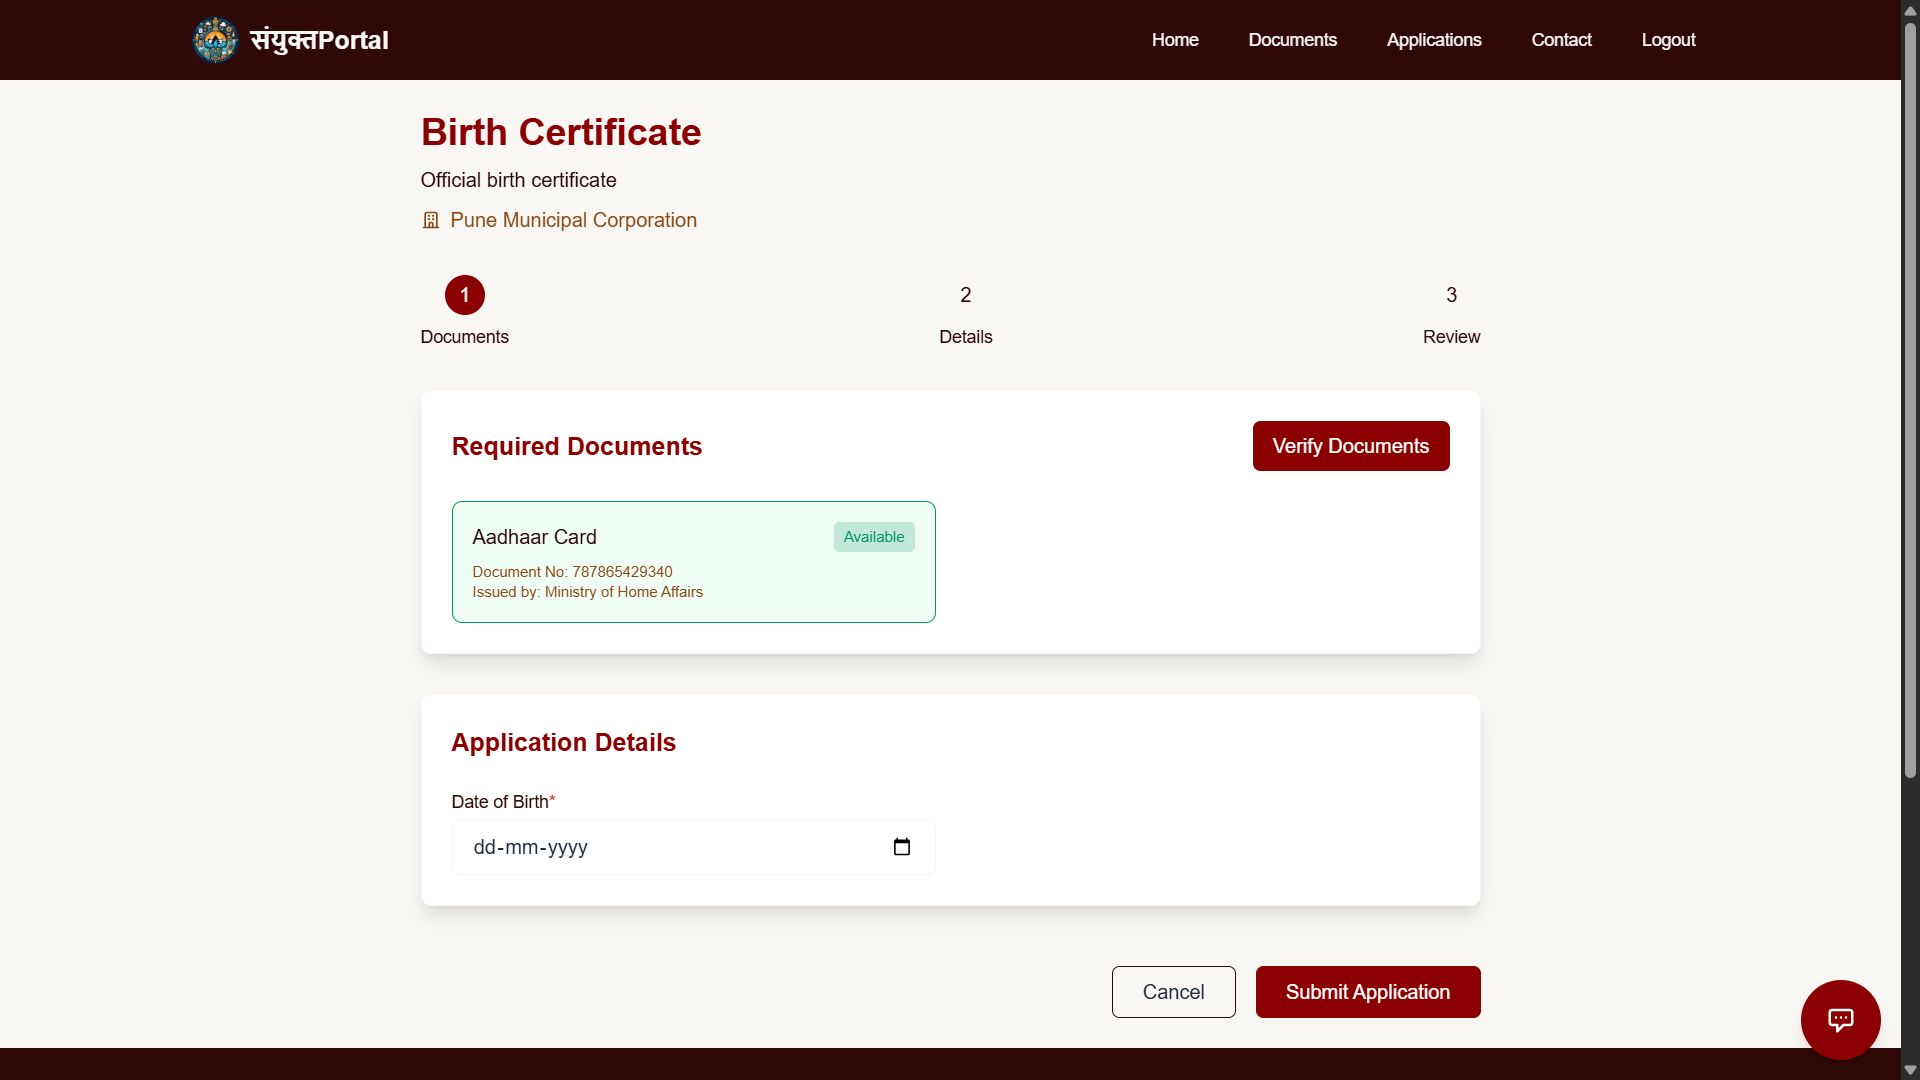 संयुक्तPortal
Home Documents Applications Contact Logout
Birth Certificate
Official birth certificate
Pune Municipal Corporation
1 2 3
Documents Details Review
Required Documents Verify Documents
Aadhaar Card Available
Document No: 787865429340
Issued by: Ministry of Home Affairs
Application Details
Date of Birth*
dd-mm-yyyy
Cancel Submit Application